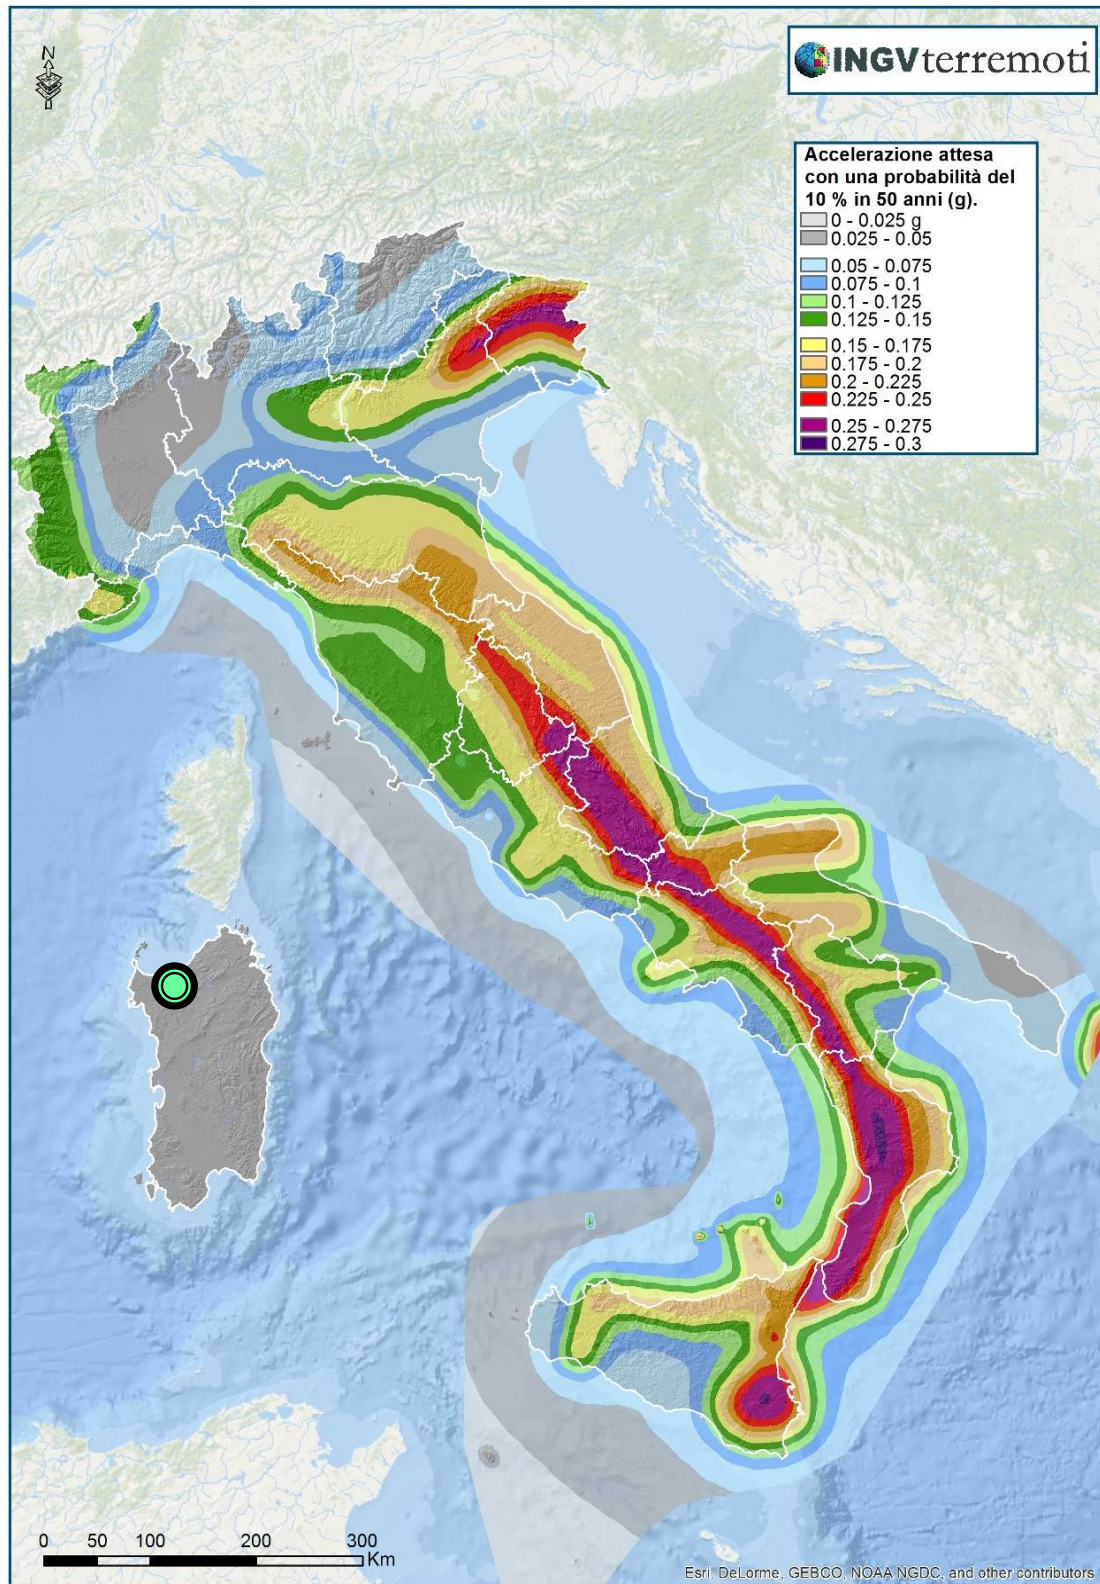 N
INGVterremoti
Accelerazione attesa
con una probabilità del
10 % in 50 anni (g).
0 - 0.025 g
0.025 - 0.05
0.05 - 0.075
0.075 - 0.1
0.1 - 0.125
0.125 - 0.15
0.15 - 0.175
0.175 - 0.2
0.2 - 0.225
0.225 - 0.25
0.25 - 0.275
0.275 - 0.3
0 50 100 200 300
Km
Esri, DeLorme, GEBCO, NOAA NGDC, and other contributors